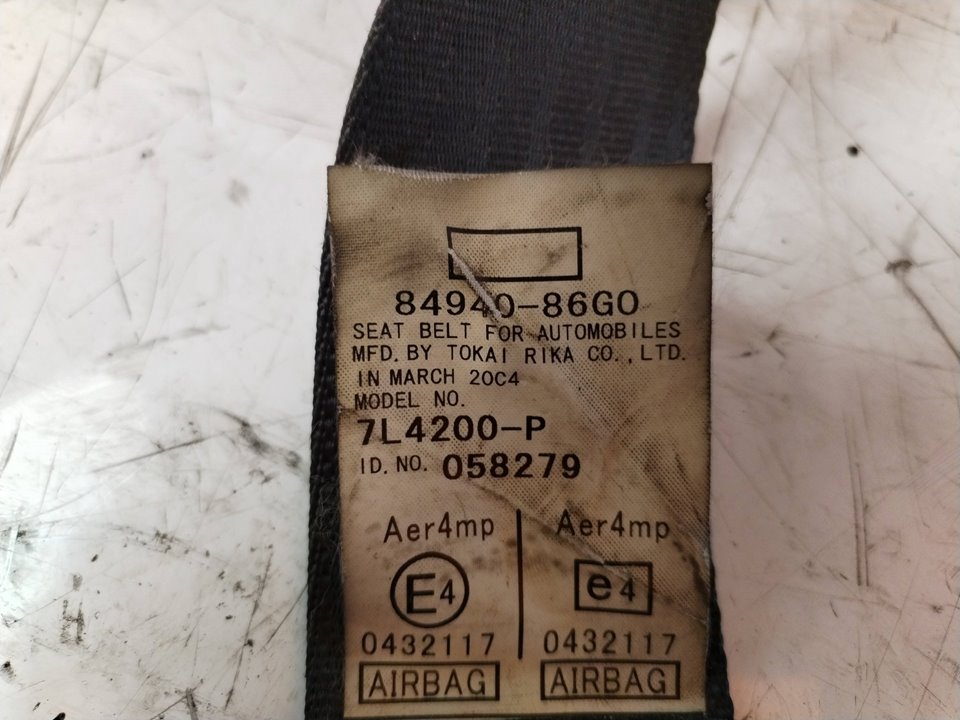 84940-86G0
SEAT BELT FOR AUTOMOBILES
MFD. BY TOKAI RIKA CO., LTD.
IN MARCH 2004
MODEL NO.
7L4200-P
ID. NO. 058279
Aer4mp Aer4mp
E4 e4
0432117 0432117
AIRBAG AIRBAG